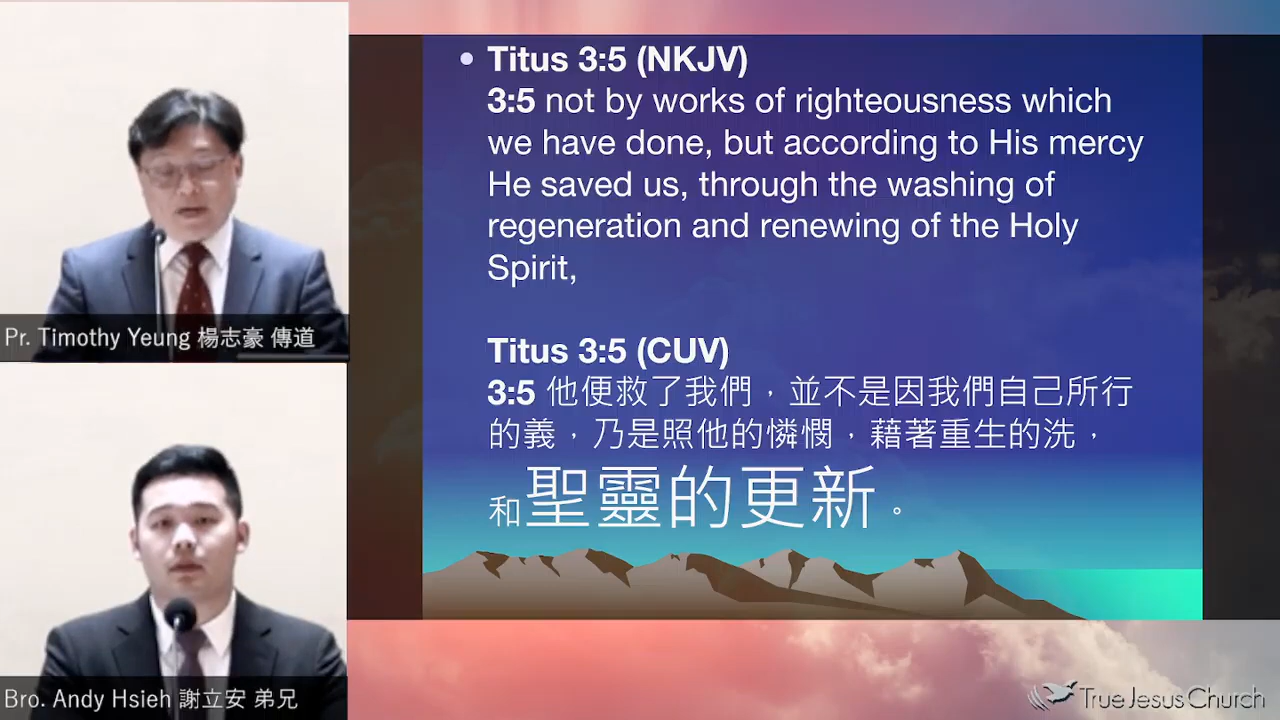 Titus 3:5 (NKJV)
3:5 not by works of righteousness which
we have done, but according to His mercy
He saved us, through the washing of
regeneration and renewing of the Holy
Spirit,
Titus 3:5 (CUV)
3:5 他便救了我們，並不是因我們自己所行
的義，乃是照他的憐憫，藉著重生的洗，
和聖靈的更新。
Pr. Timothy Yeung 楊志豪 傳道
Bro. Andy Hsieh 謝立安 弟兄
True Jesus Church